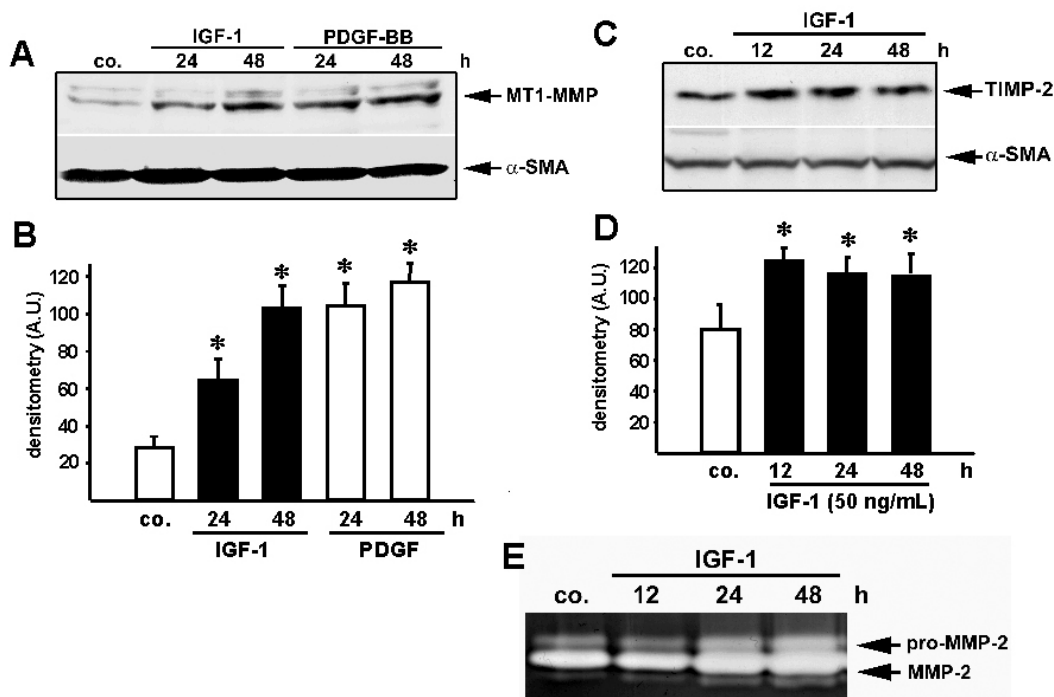 A
IGF-1 PDGF-BB
co. 24 48 24 48 h
MT1-MMP
α-SMA
B
densitometry (A.U.)
120
100
80
60
40
20
* * * *
co. 24 48 24 48 h
IGF-1 PDGF
C
IGF-1
co. 12 24 48 h
TIMP-2
α-SMA
D
densitometry (A.U.)
120
100
80
60
40
20
* * *
co. 12 24 48 h
IGF-1 (50 ng/mL)
E
IGF-1
co. 12 24 48 h
pro-MMP-2
MMP-2